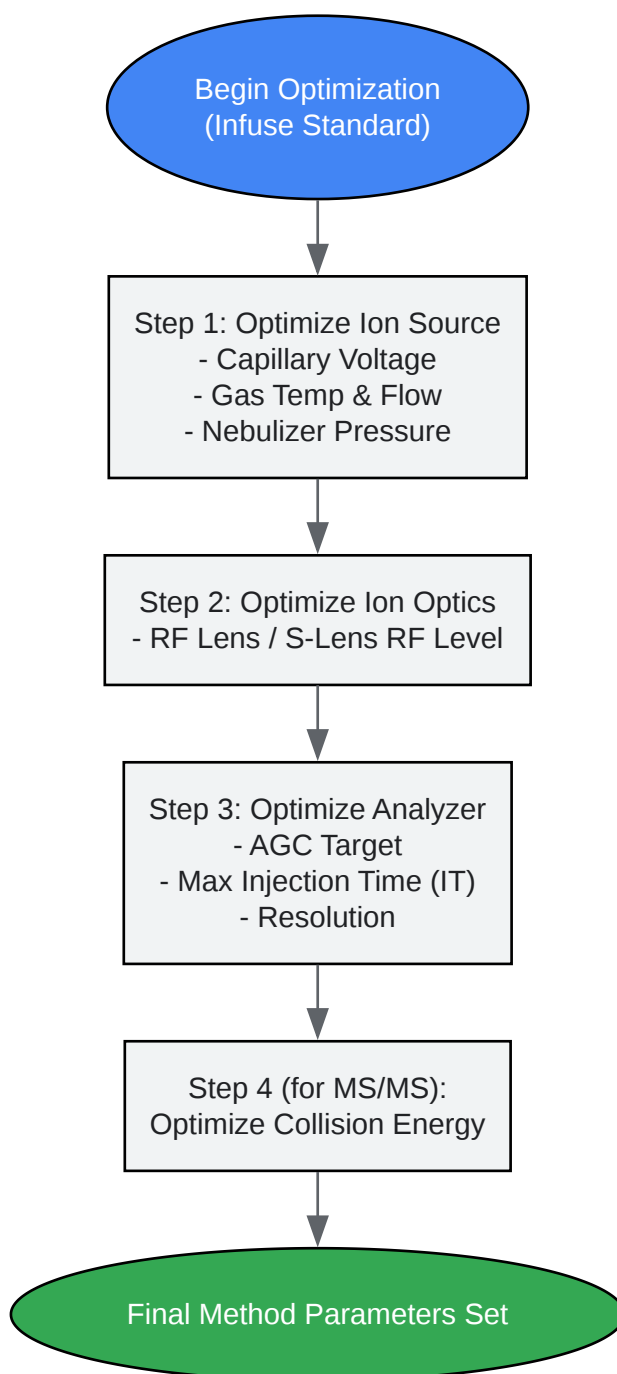 Begin Optimization
(Infuse Standard)
Step 1: Optimize Ion Source
- Capillary Voltage
- Gas Temp & Flow
- Nebulizer Pressure
Step 2: Optimize Ion Optics
- RF Lens / S-Lens RF Level
Step 3: Optimize Analyzer
- AGC Target
- Max Injection Time (IT)
- Resolution
Step 4 (for MS/MS):
Optimize Collision Energy
Final Method Parameters Set